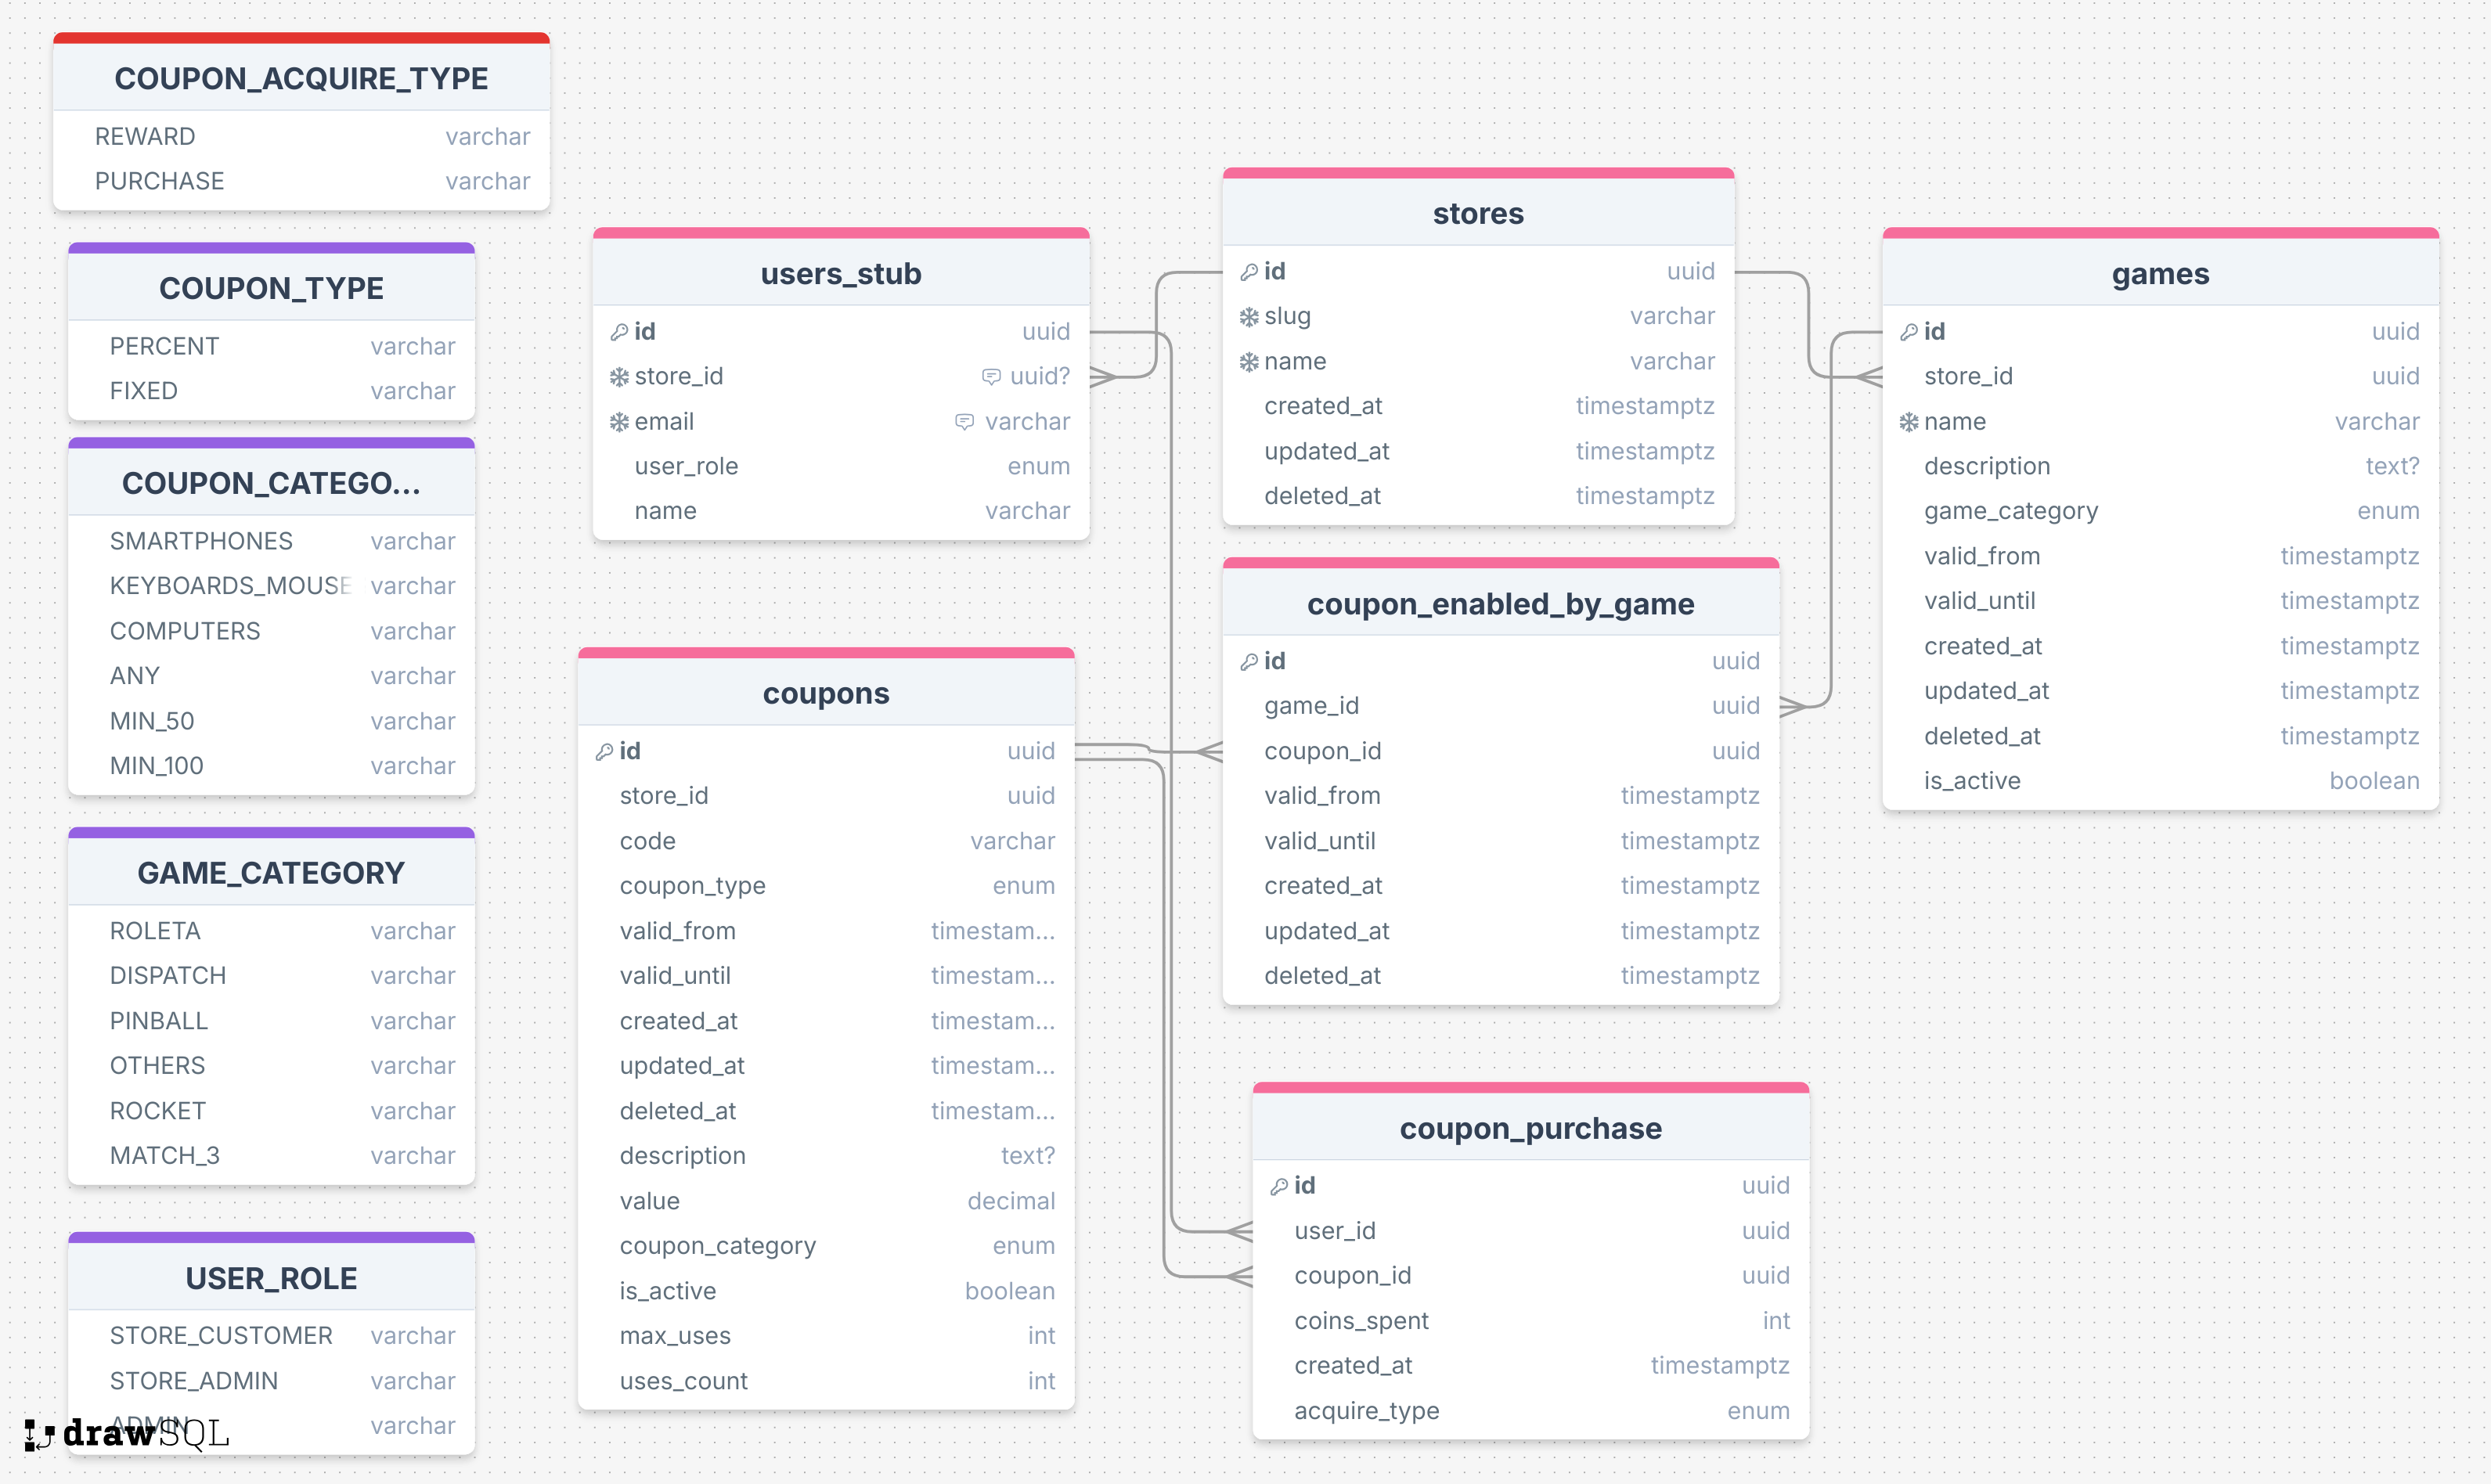 COUPON_ACQUIRE_TYPE
REWARD varchar
PURCHASE varchar
COUPON_TYPE
PERCENT varchar
FIXED varchar
COUPON_CATEGO...
SMARTPHONES varchar
KEYBOARDS_MOUSE varchar
COMPUTERS varchar
ANY varchar
MIN_50 varchar
MIN_100 varchar
GAME_CATEGORY
ROLETA varchar
DISPATCH varchar
PINBALL varchar
OTHERS varchar
ROCKET varchar
MATCH_3 varchar
USER_ROLE
STORE_CUSTOMER varchar
STORE_ADMIN varchar
ADMIN varchar
drawSQL
users_stub
id uuid
store_id uuid?
email varchar
user_role enum
name varchar
coupons
id uuid
store_id uuid
code varchar
coupon_type enum
valid_from timestam...
valid_until timestam...
created_at timestam...
updated_at timestam...
deleted_at timestam...
description text?
value decimal
coupon_category enum
is_active boolean
max_uses int
uses_count int
stores
id uuid
slug varchar
name varchar
created_at timestamptz
updated_at timestamptz
deleted_at timestamptz
coupon_enabled_by_game
id uuid
game_id uuid
coupon_id uuid
valid_from timestamptz
valid_until timestamptz
created_at timestamptz
updated_at timestamptz
deleted_at timestamptz
coupon_purchase
id uuid
user_id uuid
coupon_id uuid
coins_spent int
created_at timestamptz
acquire_type enum
games
id uuid
store_id uuid
name varchar
description text?
game_category enum
valid_from timestamptz
valid_until timestamptz
created_at timestamptz
updated_at timestamptz
deleted_at timestamptz
is_active boolean